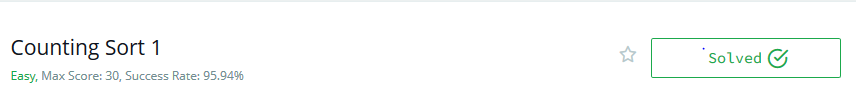 Counting Sort 1
Solved
Easy, Max Score: 30, Success Rate: 95.94%